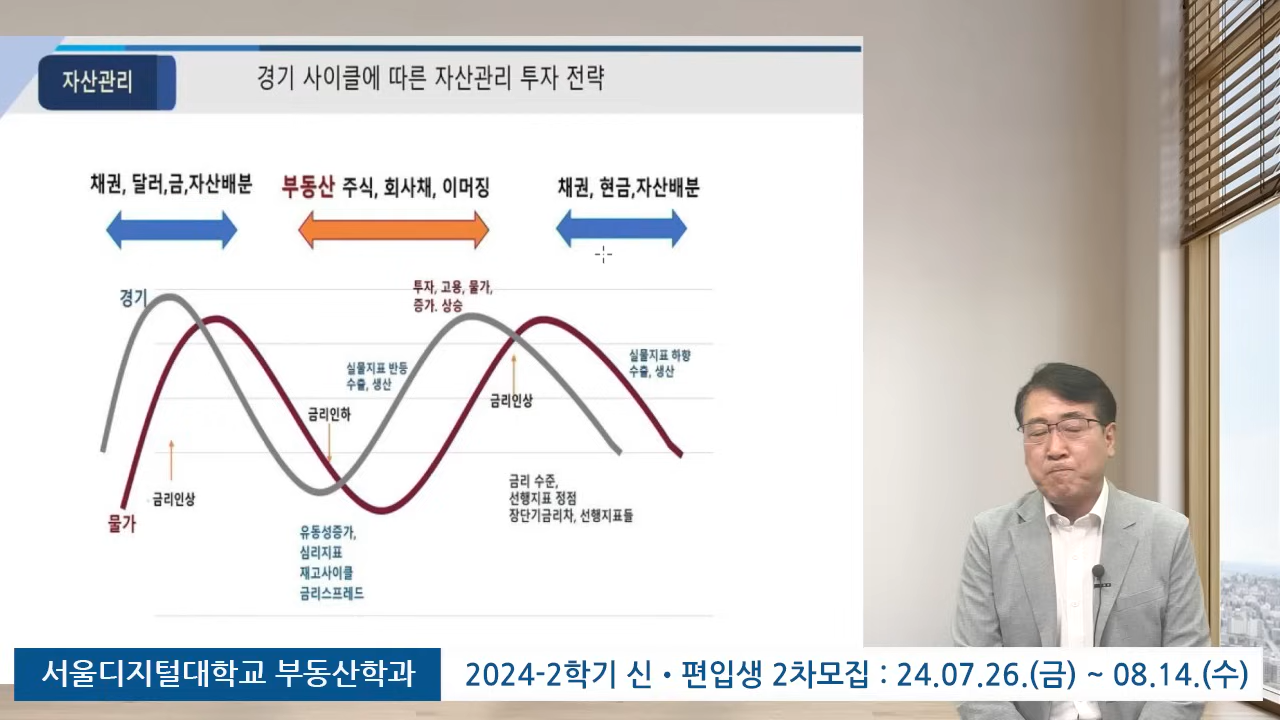 자산관리
경기 사이클에 따른 자산관리 투자 전략
채권, 달러,금,자산배분
부동산 주식, 회사채, 이머징
채권, 현금,자산배분
경기
투자, 고용, 물가,
증가. 상승
실물지표 반등
수출, 생산
실물지표 하향
수출, 생산
금리인하
금리인상
금리인상
물가
금리 수준,
선행지표 정점
장단기금리차, 선행지표들
유동성증가,
심리지표
재고사이클
금리스프레드
서울디지털대학교 부동산학과
2024-2학기 신•편입생 2차모집 : 24.07.26.(금) ~ 08.14.(수)